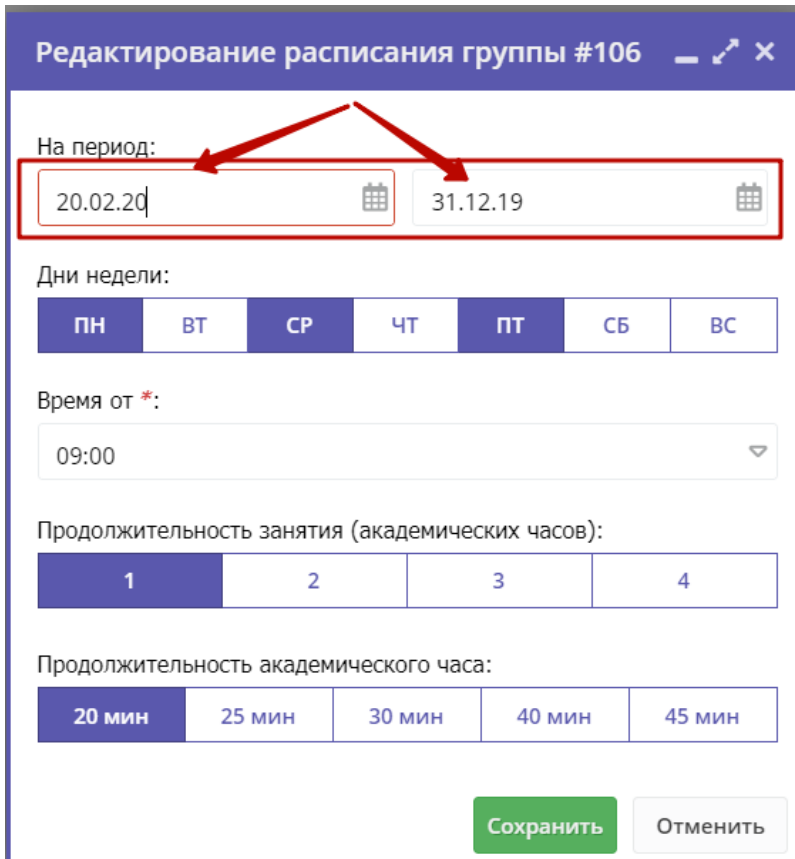 Редактирование расписания группы #106
На период:
20.02.20 31.12.19
Дни недели:
ПН ВТ СР ЧТ ПТ СБ ВС
Время от *:
09:00
Продолжительность занятия (академических часов):
1 2 3 4
Продолжительность академического часа:
20 мин 25 мин 30 мин 40 мин 45 мин
Сохранить Отменить